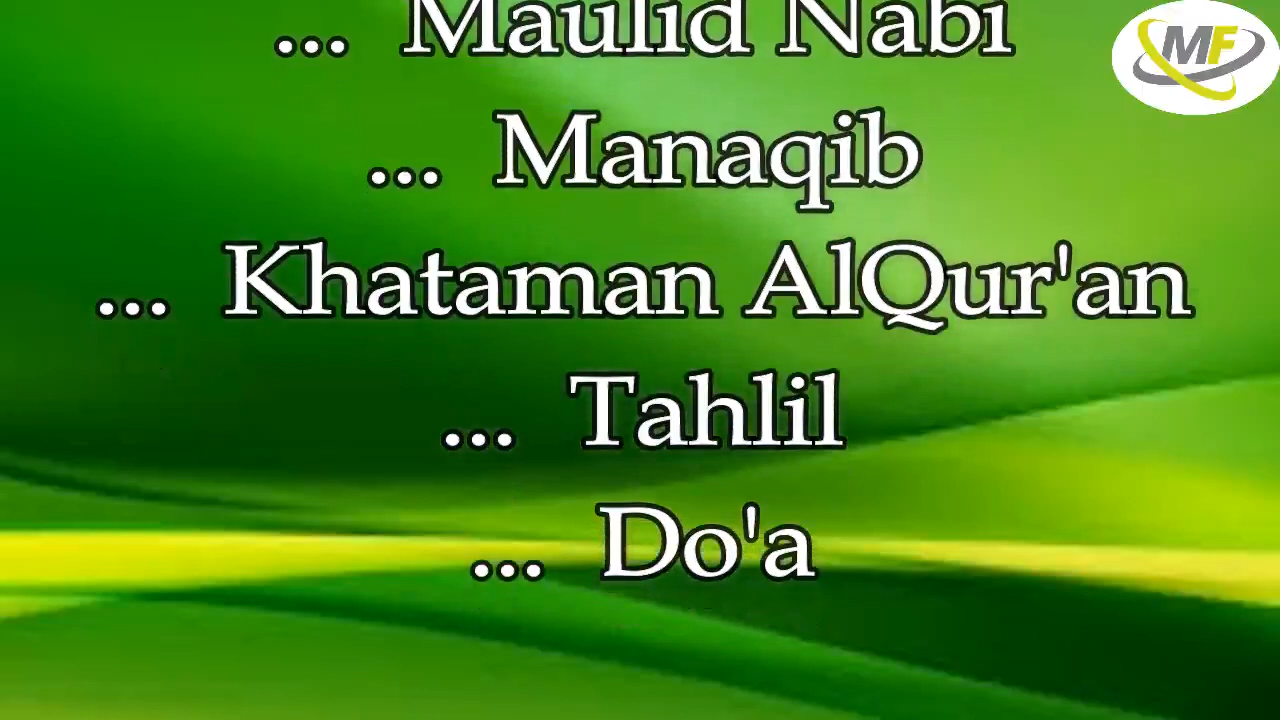 ... Maulid Nabi
MF
... Manaqib
... Khataman AlQur'an
... Tahlil
... Do'a